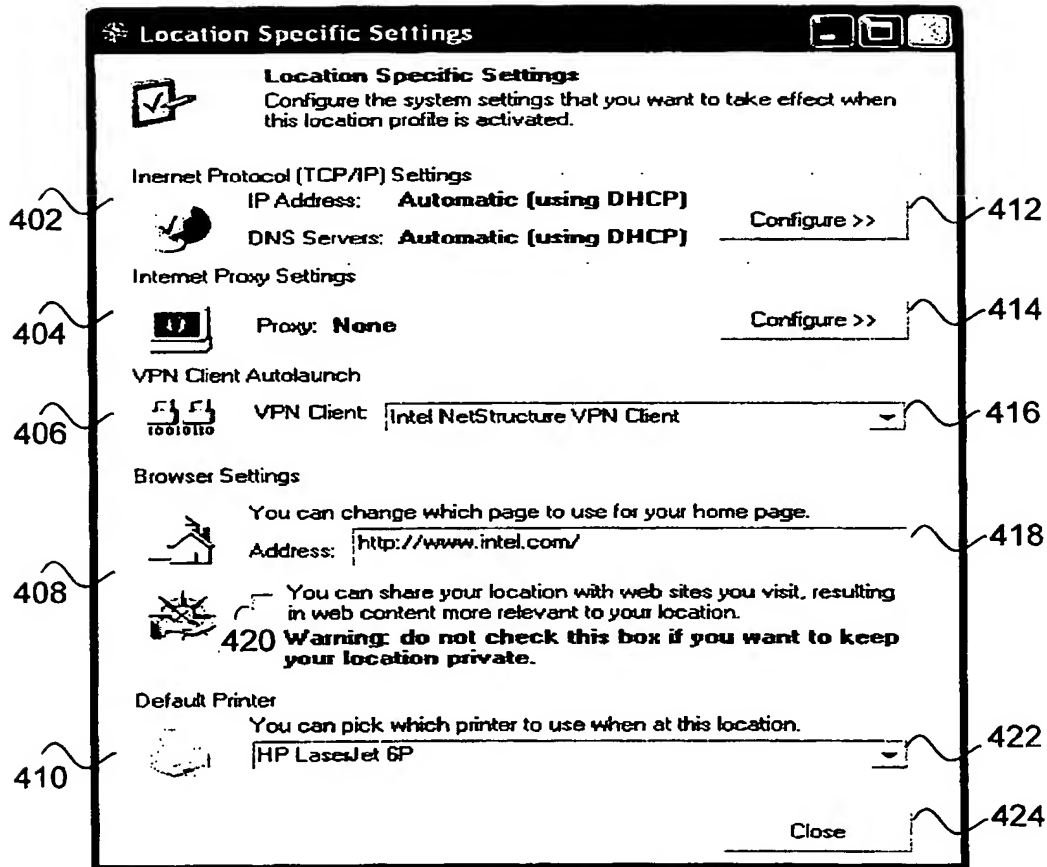 Location Specific Settings
Location Specific Settings
Configure the system settings that you want to take effect when
this location profile is activated.
Inernet Protocol (TCP/IP) Settings
402
IP Address: Automatic (using DHCP)
DNS Servers: Automatic (using DHCP)
Configure >>
412
Internet Proxy Settings
404
Proxy: None
Configure >>
414
VPN Client Autolaunch
406
10010110
VPN Client: Intel NetStructure VPN Client
416
Browser Settings
You can change which page to use for your home page.
Address: http://www.intel.com/
418
408
You can share your location with web sites you visit, resulting
in web content more relevant to your location.
420
Warning: do not check this box if you want to keep
your location private.
Default Printer
You can pick which printer to use when at this location.
410
HP LaserJet 6P
422
Close
424